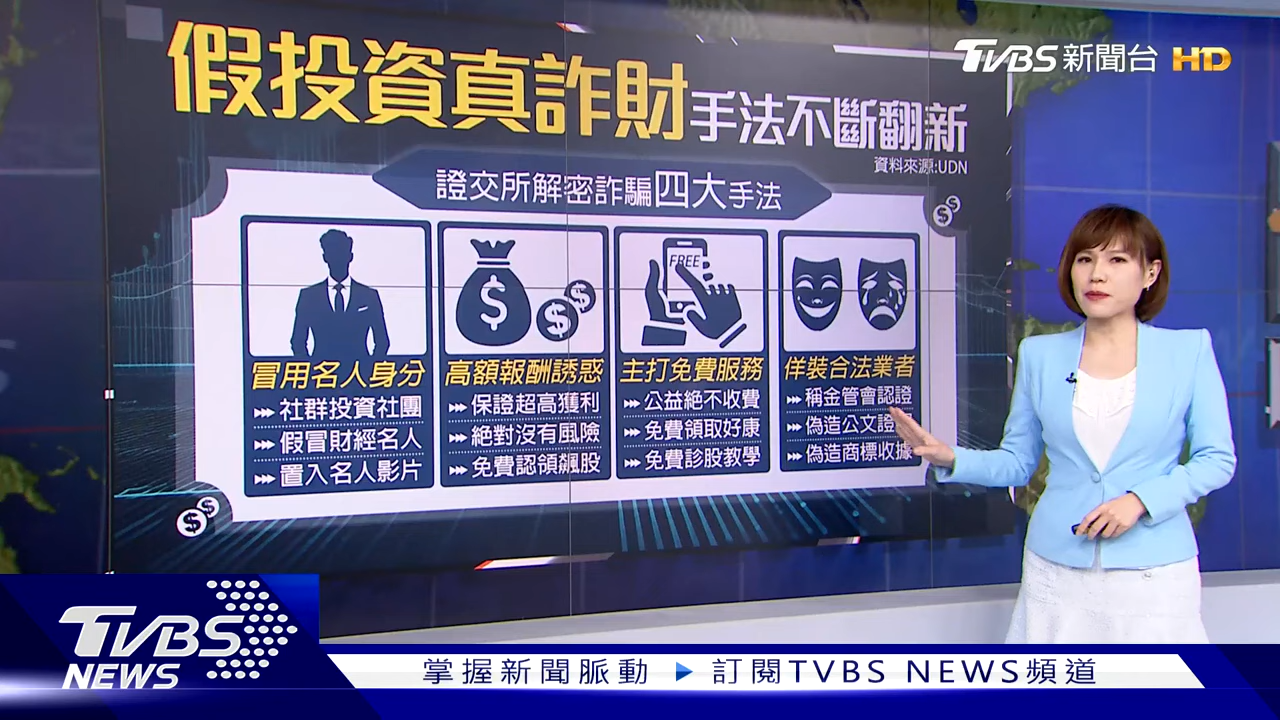 TVBS新聞台 HD
假投資真詐財手法不斷翻新
資料來源:UDN
證交所解密詐騙四大手法
FREE
冒用名人身分
社群投資社團
假冒財經名人
置入名人影片
高額報酬誘惑
保證超高獲利
絕對沒有風險
免費認領飆股
主打免費服務
公益絕不收費
免費領取好康
免費診股教學
佯裝合法業者
稱金管會認證
偽造公文證
偽造商標收據
TVBS
NEWS
掌握新聞脈動 訂閱TVBS NEWS頻道